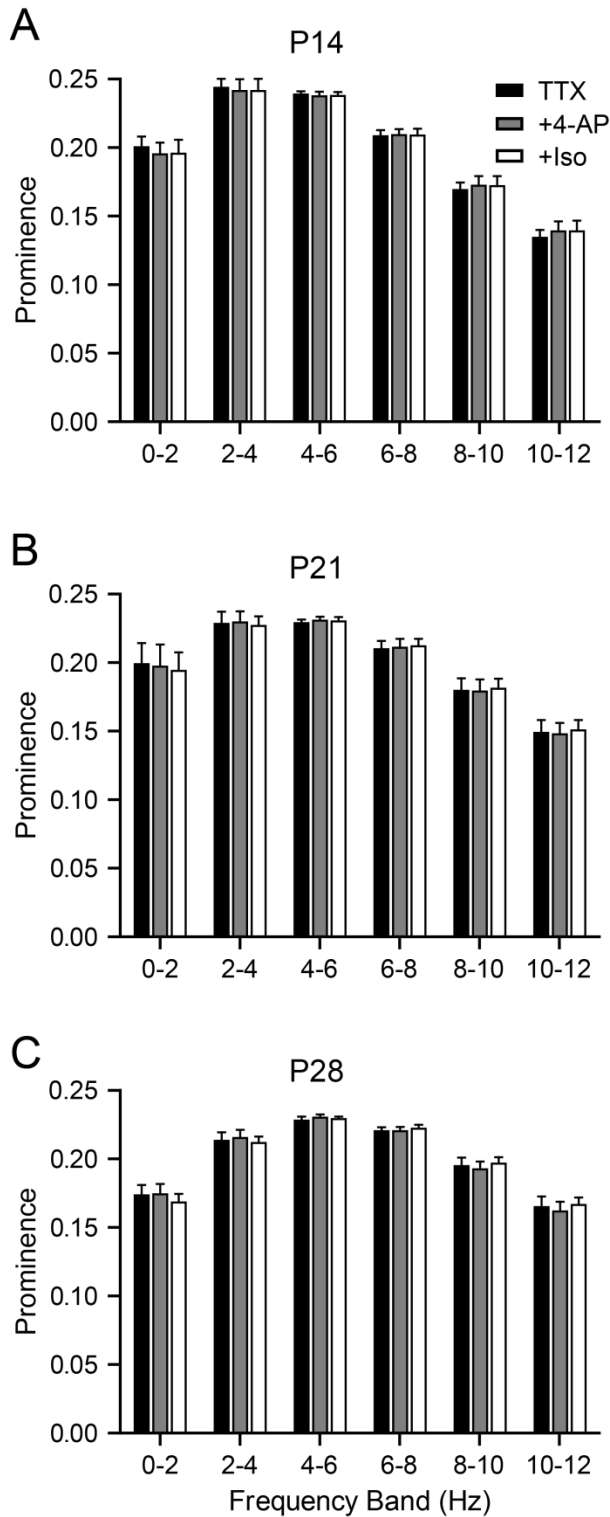 A
P14
0.25
0.20
0.15
0.10
0.05
0.00
Prominence
TTX
+4-AP
+Iso
0-2 2-4 4-6 6-8 8-10 10-12
B
P21
0.25
0.20
0.15
0.10
0.05
0.00
Prominence
0-2 2-4 4-6 6-8 8-10 10-12
C
P28
0.25
0.20
0.15
0.10
0.05
0.00
Prominence
0-2 2-4 4-6 6-8 8-10 10-12
Frequency Band (Hz)